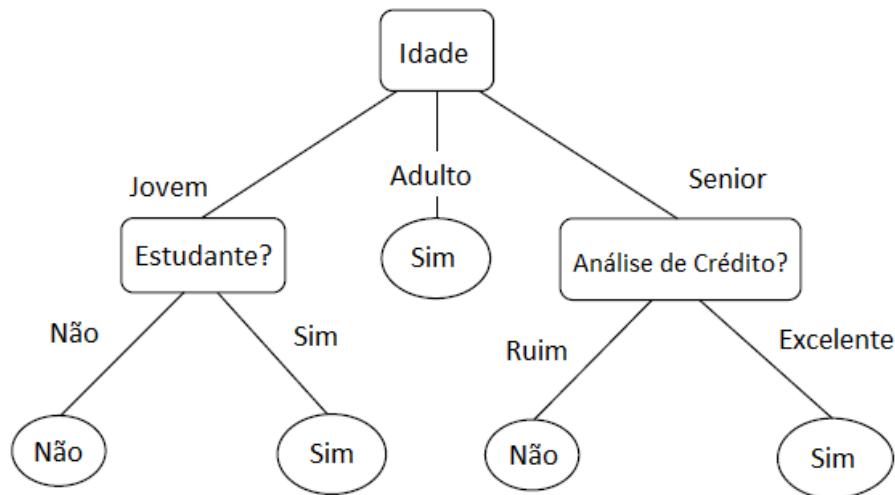 Idade
Jovem
Adulto
Senior
Estudante?
Sim
Análise de Crédito?
Não
Sim
Ruim
Excelente
Não
Sim
Não
Sim